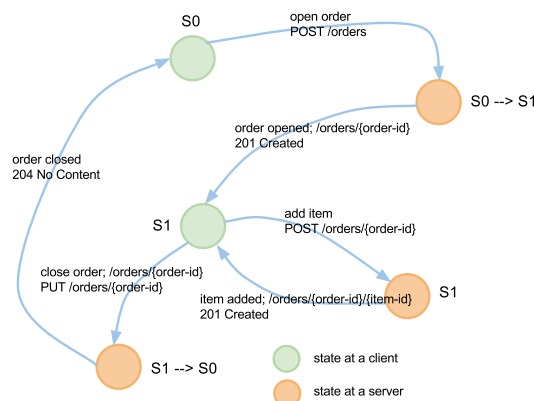 S0
open order
POST /orders
S0 --> S1
order opened; /orders/{order-id}
201 Created
order closed
204 No Content
S1
add item
POST /orders/{order-id}
close order; /orders/{order-id}
PUT /orders/{order-id}
item added; /orders/{order-id}/{item-id}
201 Created
S1
S1 --> S0
state at a client
state at a server